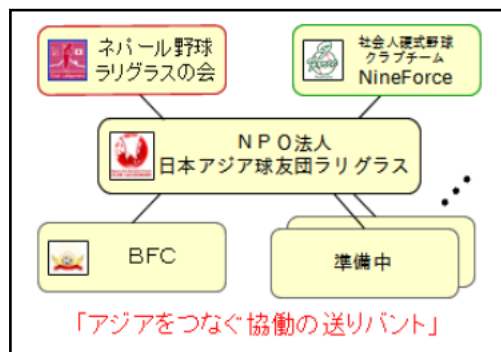 ネパール野球
ラリグラスの会
社会人硬式野球
クラブチーム
NineForce
NPO法人
日本アジア球友団ラリグラス
BFC
準備中
「アジアをつなぐ協働の送りバント」